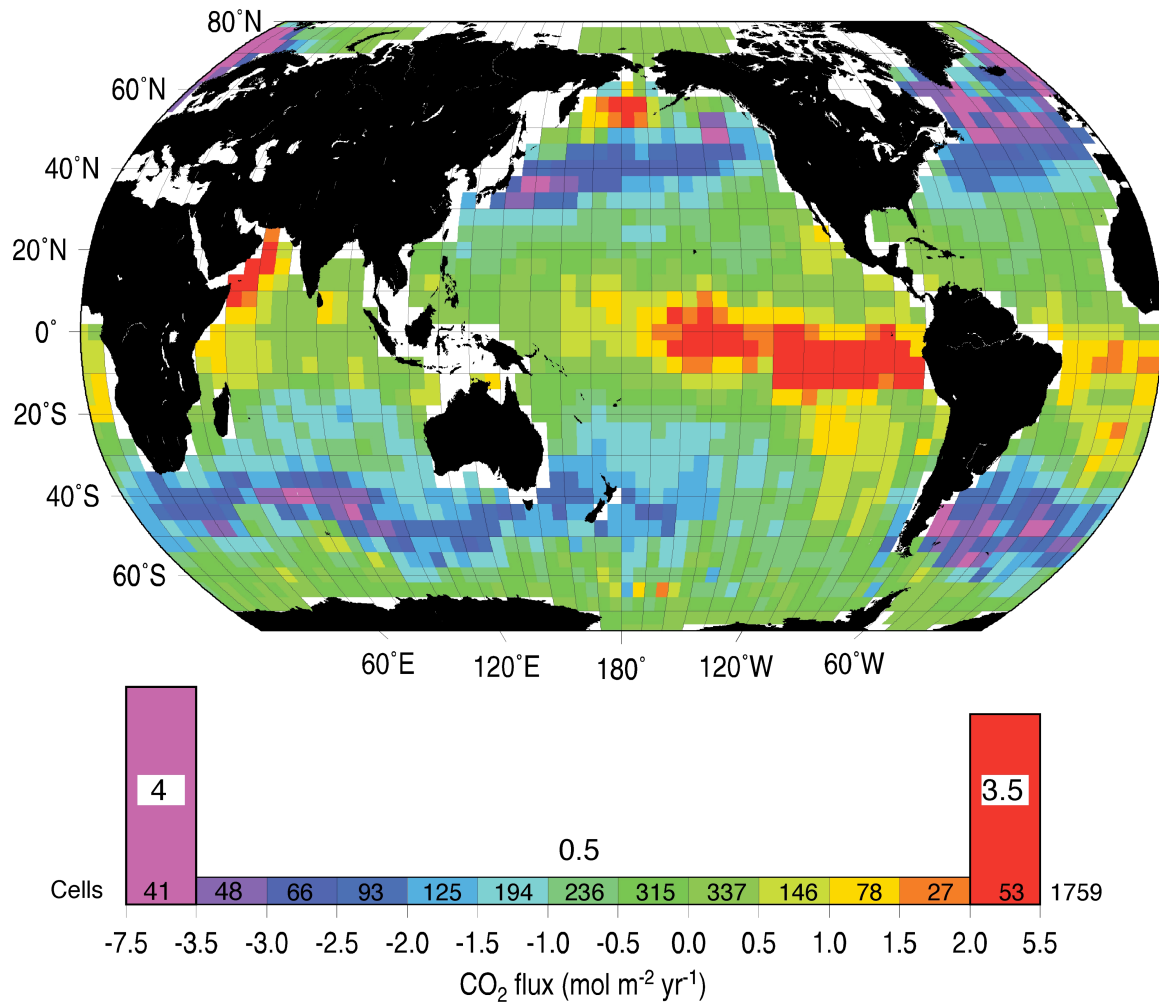 80˚N
60˚N
40˚N
20˚N
0˚
20˚S
40˚S
60˚S
60˚E 120˚E 180˚ 120˚W 60˚W
4 3.5
0.5
Cells 41 48 66 93 125 194 236 315 337 146 78 27 53 1759
-7.5 -3.5 -3.0 -2.5 -2.0 -1.5 -1.0 -0.5 0.0 0.5 1.0 1.5 2.0 5.5
CO₂ flux (mol m⁻² yr⁻¹)